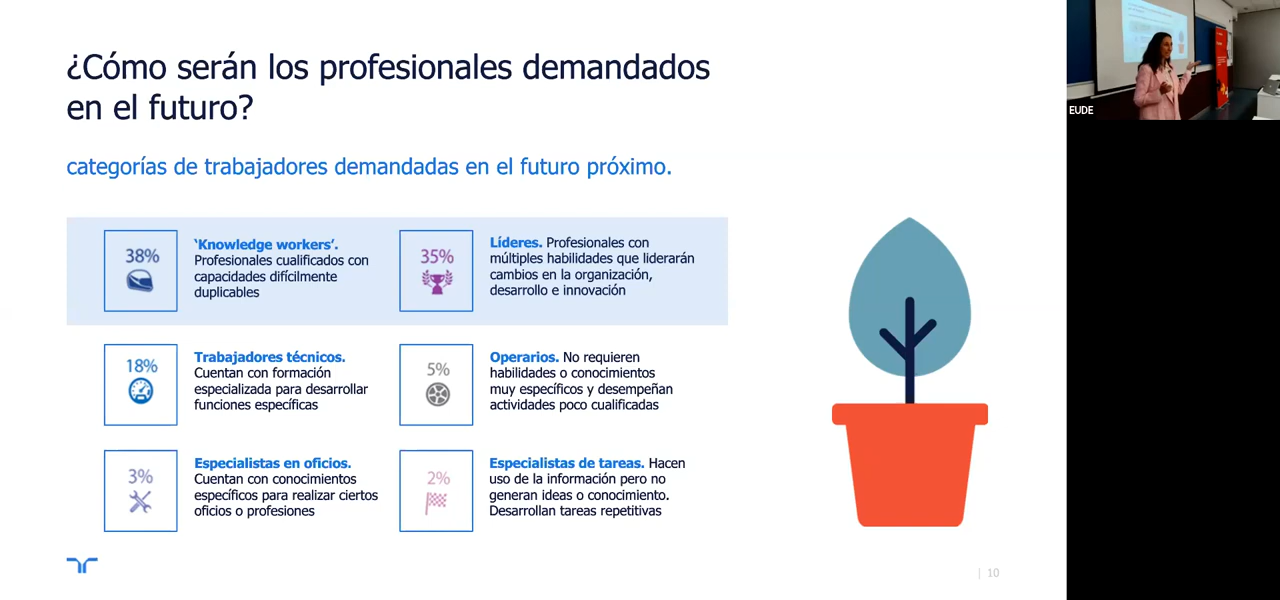 ¿Cómo serán los profesionales demandados
en el futuro?
categorías de trabajadores demandadas en el futuro próximo.
38%
‘Knowledge workers’.
Profesionales cualificados con
capacidades difícilmente
duplicables
35%
Líderes. Profesionales con
múltiples habilidades que liderarán
cambios en la organización,
desarrollo e innovación
18%
Trabajadores técnicos.
Cuentan con formación
especializada para desarrollar
funciones específicas
5%
Operarios. No requieren
habilidades o conocimientos
muy específicos y desempeñan
actividades poco cualificadas
3%
Especialistas en oficios.
Cuentan con conocimientos
específicos para realizar ciertos
oficios o profesiones
2%
Especialistas de tareas. Hacen
uso de la información pero no
generan ideas o conocimiento.
Desarrollan tareas repetitivas
| 10
EUDE